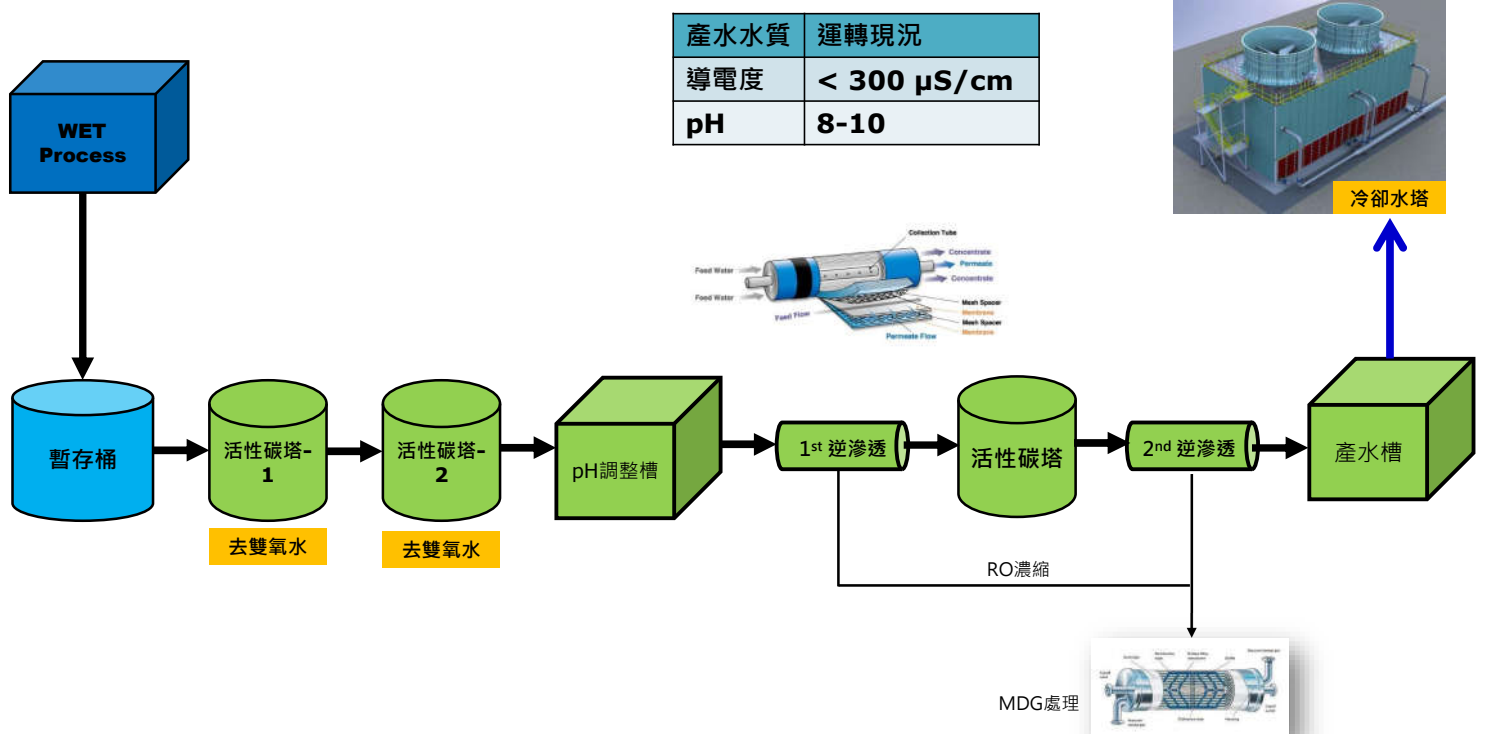 產水水質 運轉現況
導電度 < 300 µS/cm
pH 8-10
WET
Process
冷卻水塔
Collection Tube
Concentrate
Permeate
Concentrate
Feed Water
Feed Water
Mesh Spacer
Membrane
Mesh Spacer
Membrane
Feed Flow
Permeate Flow
暫存桶
活性碳塔-
1
活性碳塔-
2
pH調整槽
1st 逆滲透
活性碳塔
2nd 逆滲透
產水槽
去雙氧水
去雙氧水
RO濃縮
MDG處理